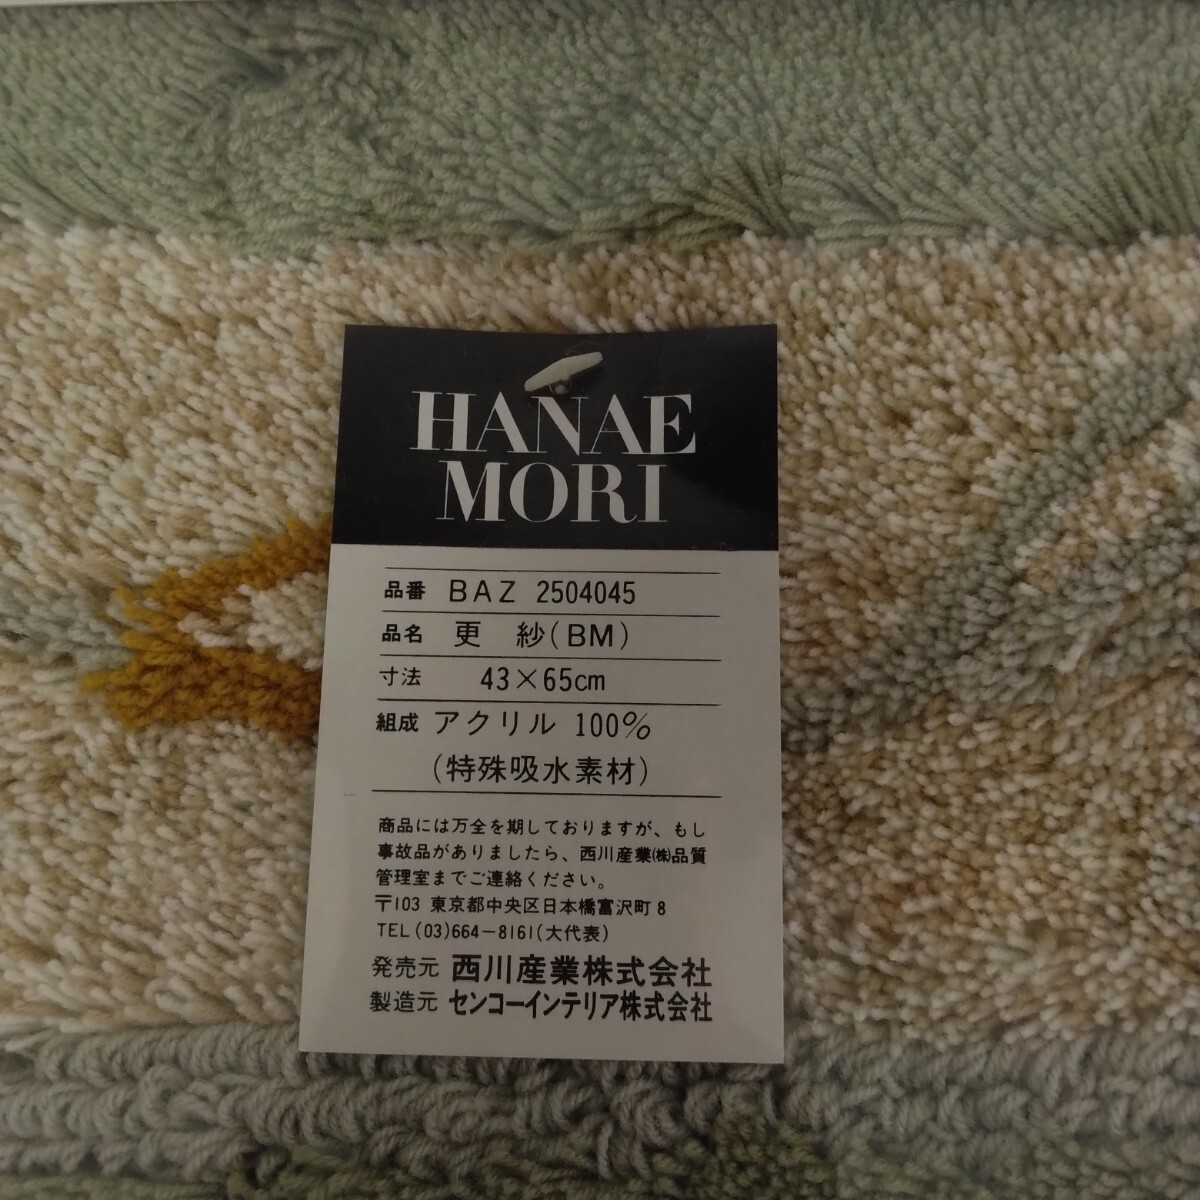 HANAE
MORI
品番 BAZ 2504045
品名 更 紗(BM)
寸法 43×65cm
組成 アクリル 100%
(特殊吸水素材)
商品には万全を期しておりますが、もし
事故品がありましたら、西川産業㈱品質
管理室までご連絡ください。
〒103 東京都中央区日本橋富沢町8
TEL(03)664-8161(大代表)
発売元 西川産業株式会社
製造元 センコーインテリア株式会社